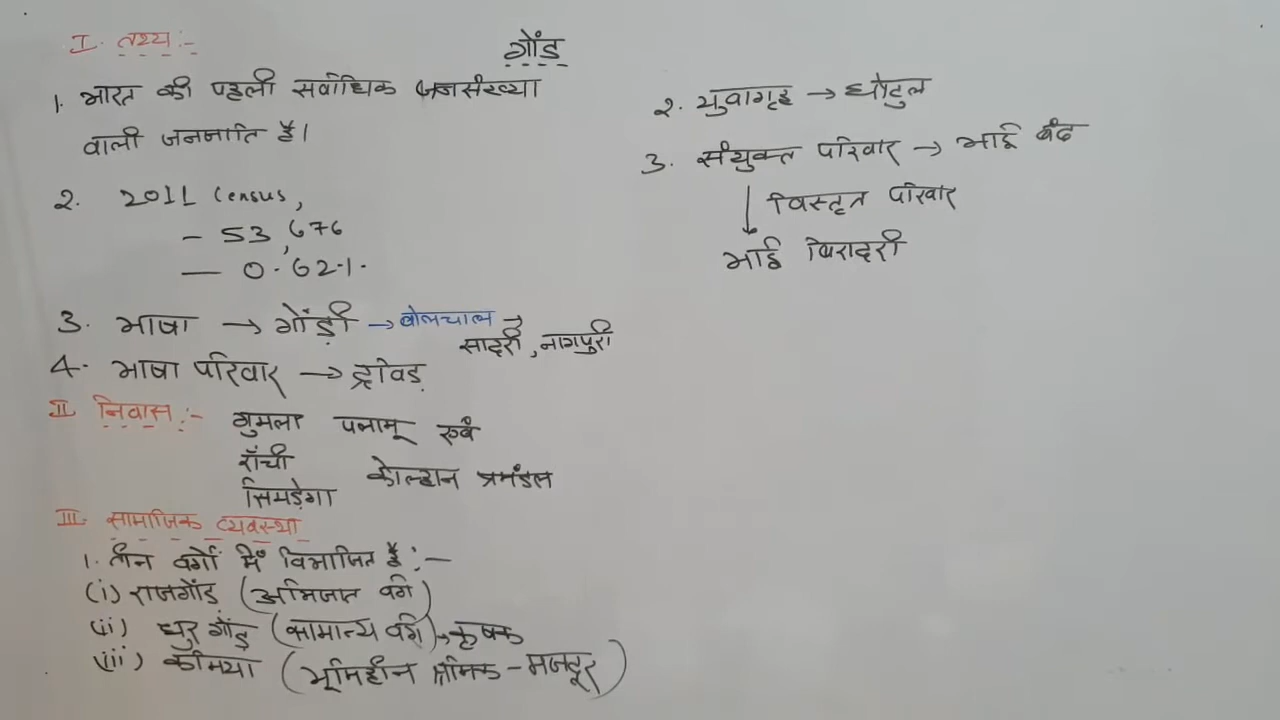 गोंड
I. तथ्य :-
1. भारत की पहली सर्वाधिक जनसंख्या
वाली जनजाति है।
2. 2011 Census,
- 53,676
— 0.62%.
3. भाषा → गोंड़ी → बोलचाल →
सादरी, नागपुरी
4. भाषा परिवार → द्रविड़
II निवास :- गुमला पलामू एवं
राँची कोल्हान प्रमंडल
सिमडेगा
III. सामाजिक व्यवस्था
1. तीन वर्गों में विभाजित है :—
(i) राजगोंड़ (अभिजात वर्ग)
(ii) धुर गोंड़ (सामान्य वर्ग) → कृषक
(iii) कमिया (भूमिहीन श्रमिक - मजदूर)
2. युवागृह → घोटुल
3. संयुक्त परिवार → भाई बंद
↓ विस्तृत परिवार
भाई बिरादरी